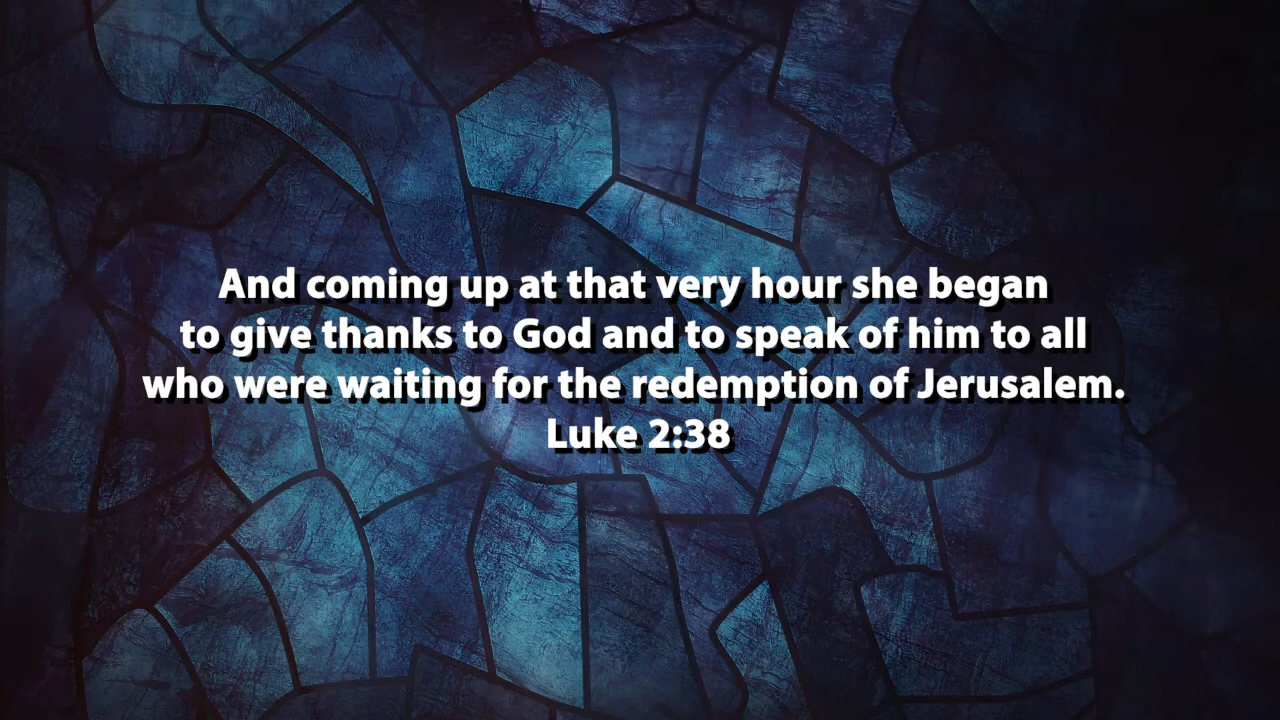 And coming up at that very hour she began
to give thanks to God and to speak of him to all
who were waiting for the redemption of Jerusalem.
Luke 2:38